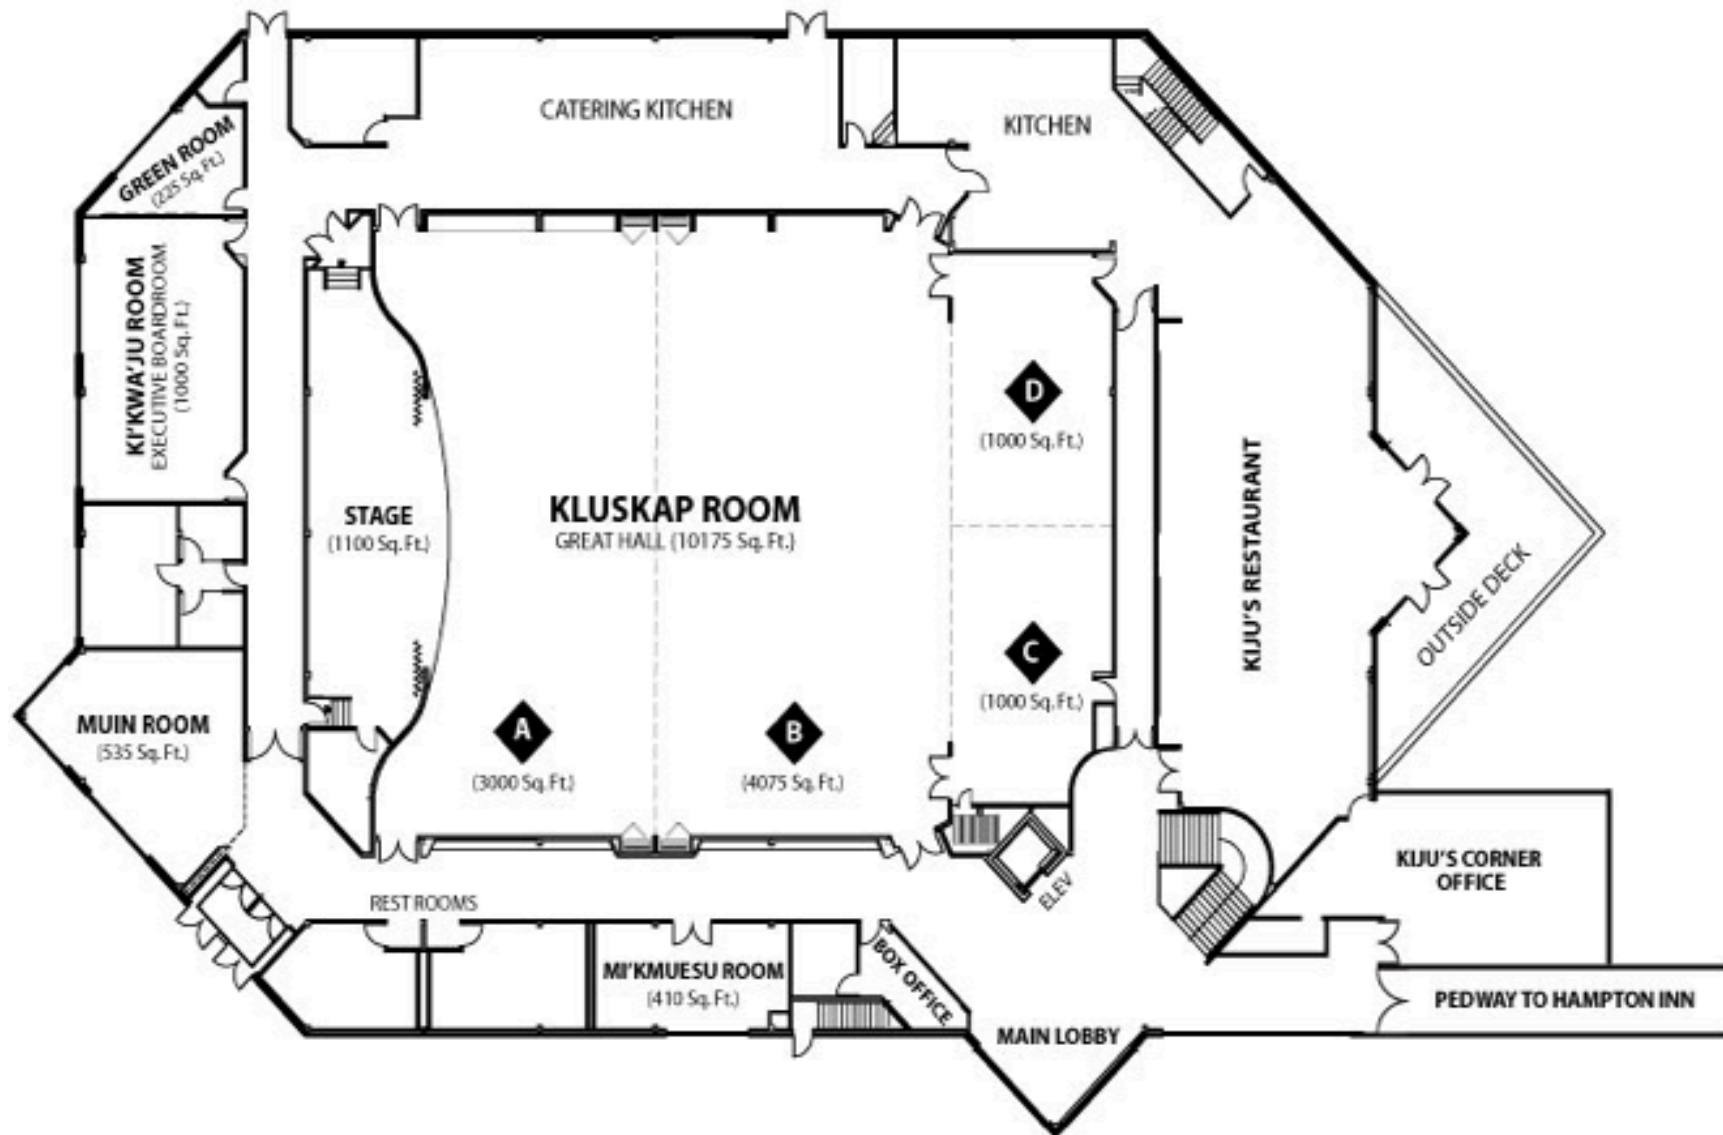 CATERING KITCHEN
KITCHEN
GREEN ROOM
(225 Sq. Ft.)
KI'KWA'JU ROOM
EXECUTIVE BOARDROOM
(1000 Sq. Ft.)
STAGE
(1100 Sq. Ft.)
KLUSKAP ROOM
GREAT HALL (10175 Sq. Ft.)
D
(1000 Sq. Ft.)
C
(1000 Sq. Ft.)
KIJU'S RESTAURANT
OUTSIDE DECK
MUIN ROOM
(535 Sq. Ft.)
A
(3000 Sq. Ft.)
B
(4075 Sq. Ft.)
ELEV
KIJU'S CORNER
OFFICE
REST ROOMS
MI'KMUESU ROOM
(410 Sq. Ft.)
BOX OFFICE
MAIN LOBBY
PEDWAY TO HAMPTON INN